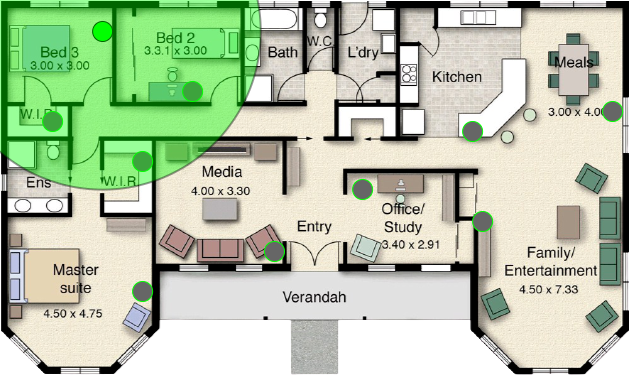 Bed 3
3.00 x 3.00
Bed 2
3.3.1 x 3.00
Bath
W.C
L'dry
Kitchen
Meals
3.00 x 4.00
W.I.R
Ens
W.I.R
Media
4.00 x 3.30
Office/
Study
3.40 x 2.91
Entry
Master
suite
4.50 x 4.75
Family/
Entertainment
4.50 x 7.33
Verandah